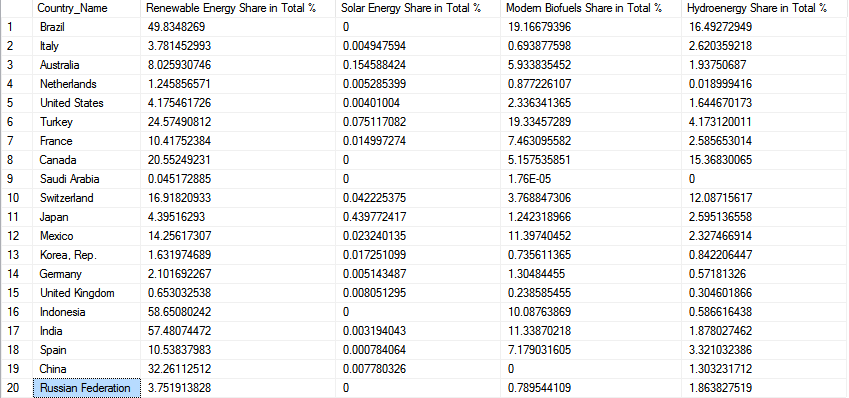 Country_Name Renewable Energy Share in Total % Solar Energy Share in Total % Modern Biofuels Share in Total % Hydroenergy Share in Total %
1 Brazil 49.8348269 0 19.16679396 16.49272949
2 Italy 3.781452993 0.004947594 0.693877598 2.620359218
3 Australia 8.025930746 0.154588424 5.933835452 1.93750687
4 Netherlands 1.245856571 0.005285399 0.877226107 0.018999416
5 United States 4.175461726 0.00401004 2.336341365 1.644670173
6 Turkey 24.57490812 0.075117082 19.33457289 4.173120011
7 France 10.41752384 0.014997274 7.463095582 2.585653014
8 Canada 20.55249231 0 5.157535851 15.36830065
9 Saudi Arabia 0.045172885 0 1.76E-05 0
10 Switzerland 16.91820933 0.042225375 3.768847306 12.08715617
11 Japan 4.39516293 0.439772417 1.242318966 2.595136558
12 Mexico 14.25617307 0.023240135 11.39740452 2.327466914
13 Korea, Rep. 1.631974689 0.017251099 0.735611365 0.842206447
14 Germany 2.101692267 0.005143487 1.30484455 0.57181326
15 United Kingdom 0.653032538 0.008051295 0.238585455 0.304601866
16 Indonesia 58.65080242 0 10.08763869 0.586616438
17 India 57.48074472 0.003194043 11.33870218 1.878027462
18 Spain 10.53837983 0.000784064 7.179031605 3.321032386
19 China 32.26112512 0.007780326 0 1.303231712
20 Russian Federation 3.751913828 0 0.789544109 1.863827519